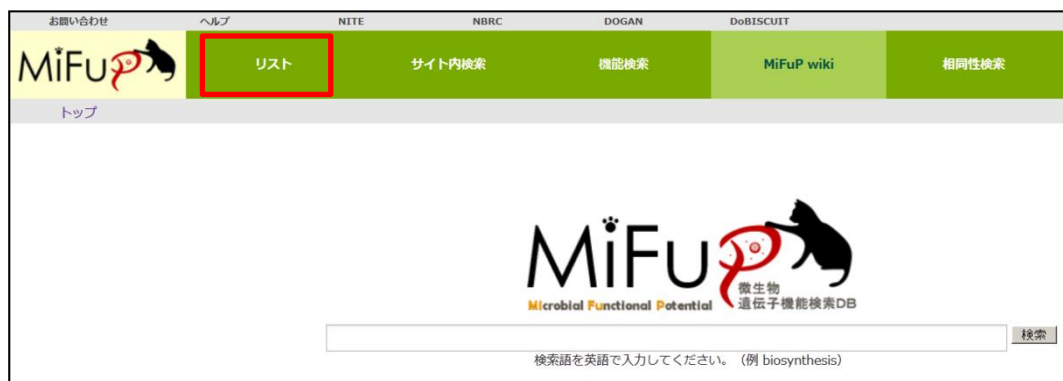 お問い合わせ ヘルプ NITE NBRC DOGAN DoBISCUIT
MiFuP リスト サイト内検索 機能検索 MiFuP wiki 相同性検索
トップ
MiFuP
微生物
Microbial Functional Potential 遺伝子機能検索DB
検索
検索語を英語で入力してください。（例 biosynthesis）